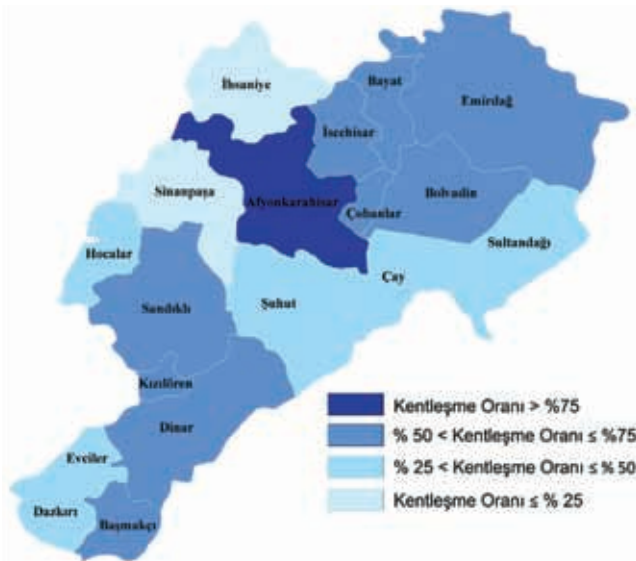 İhsaniye
Bayat
Emirdağ
İscehisar
Sinanpaşa
Afyonkarahisar
Çobanlar
Bolvadin
Hocalar
Sultandağı
Çay
Sandıklı
Şuhut
Kızılören
Dinar
Evciler
Dazkırı
Başmakçı
Kentleşme Oranı > %75
% 50 < Kentleşme Oranı ≤ %75
% 25 < Kentleşme Oranı ≤ % 50
Kentleşme Oranı ≤ % 25